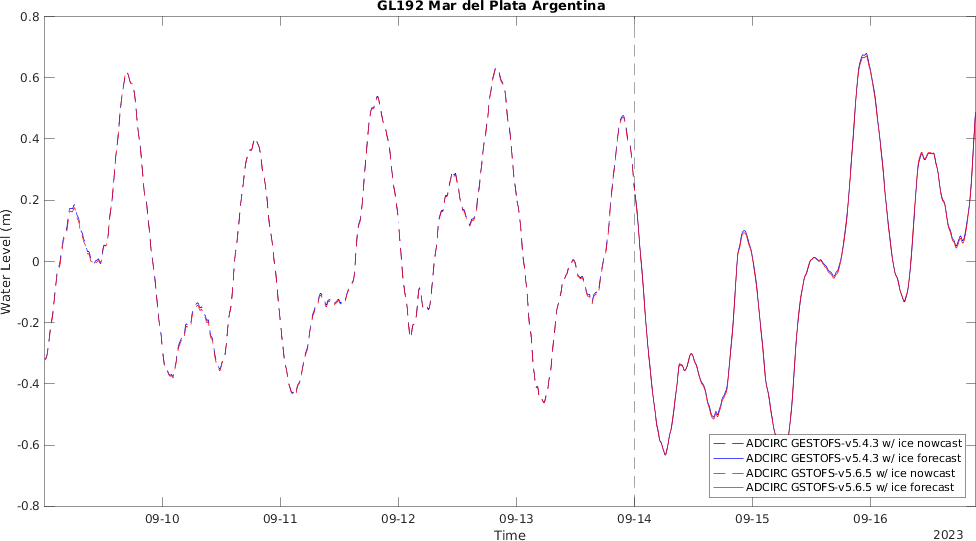 GL192 Mar del Plata Argentina
0.8
0.6
0.4
0.2
0
-0.2
-0.4
-0.6
-0.8
Water Level (m)
09-10
09-11
09-12
09-13
09-14
09-15
09-16
Time
2023
ADCIRC GESTOFS-v5.4.3 w/ ice nowcast
ADCIRC GESTOFS-v5.4.3 w/ ice forecast
ADCIRC GSTOFS-v5.6.5 w/ ice nowcast
ADCIRC GSTOFS-v5.6.5 w/ ice forecast